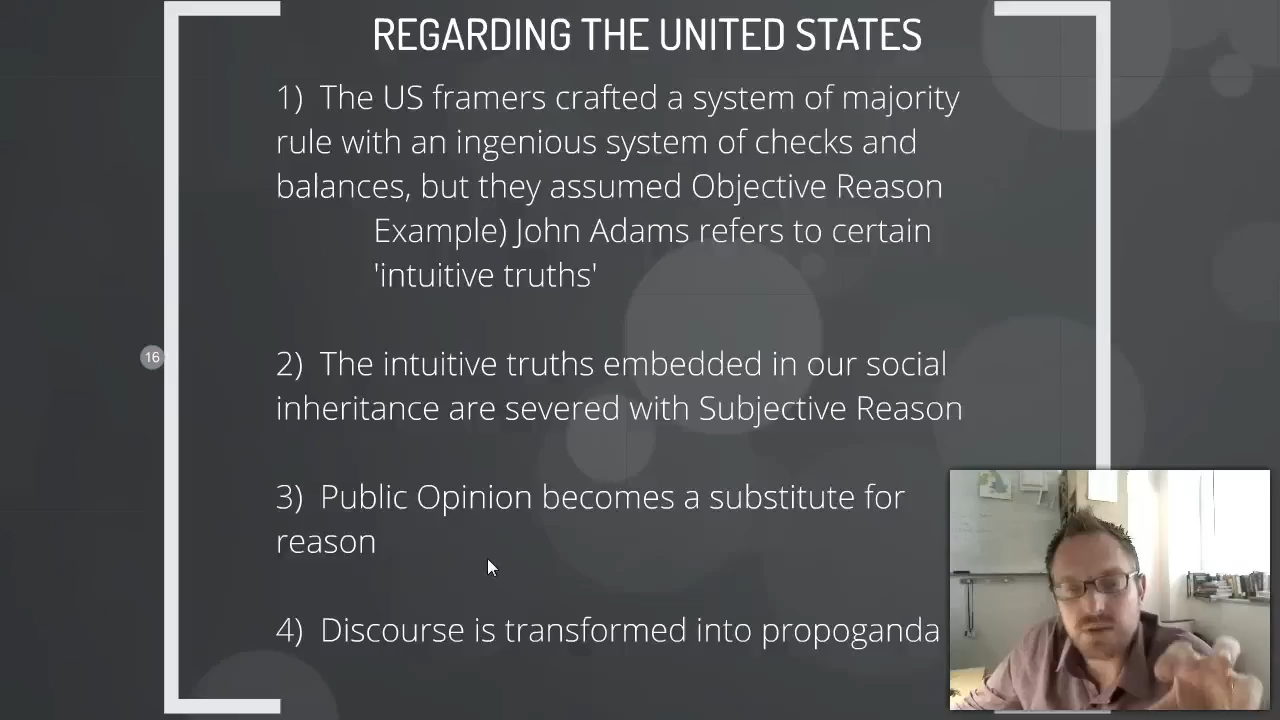 REGARDING THE UNITED STATES
1) The US framers crafted a system of majority
rule with an ingenious system of checks and
balances, but they assumed Objective Reason
Example) John Adams refers to certain
'intuitive truths'
16
2) The intuitive truths embedded in our social
inheritance are severed with Subjective Reason
3) Public Opinion becomes a substitute for
reason
4) Discourse is transformed into propoganda